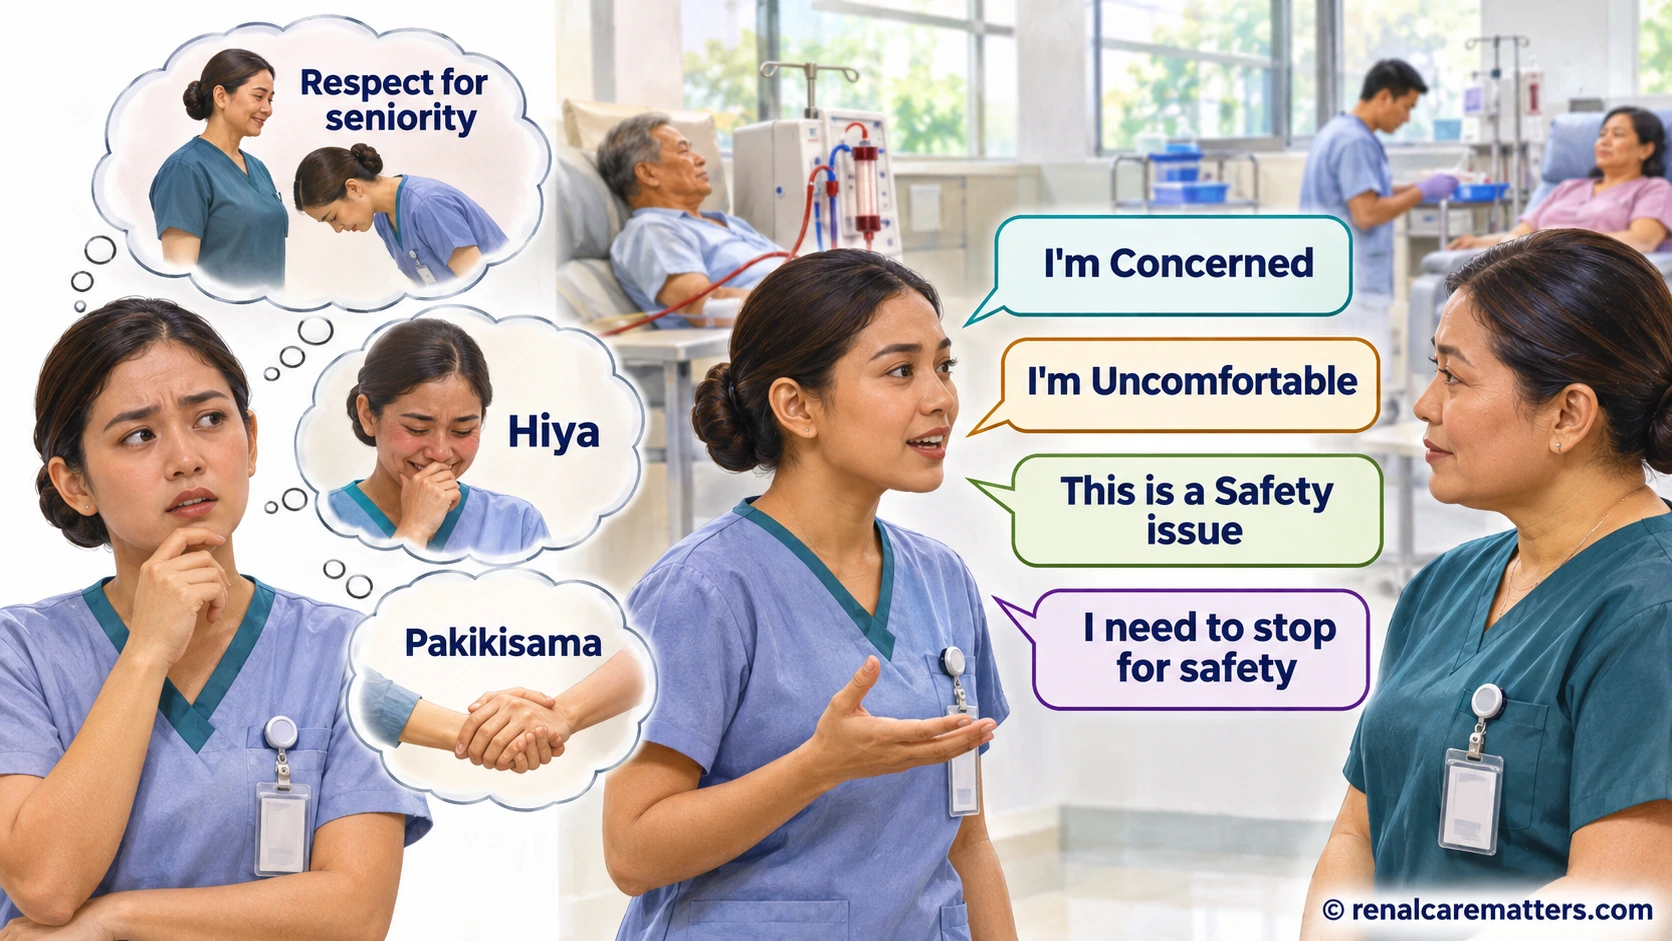 Respect for
seniority
Hiya
Pakikisama
I'm Concerned
I'm Uncomfortable
This is a Safety
issue
I need to stop
for safety
© renalcarematters.com